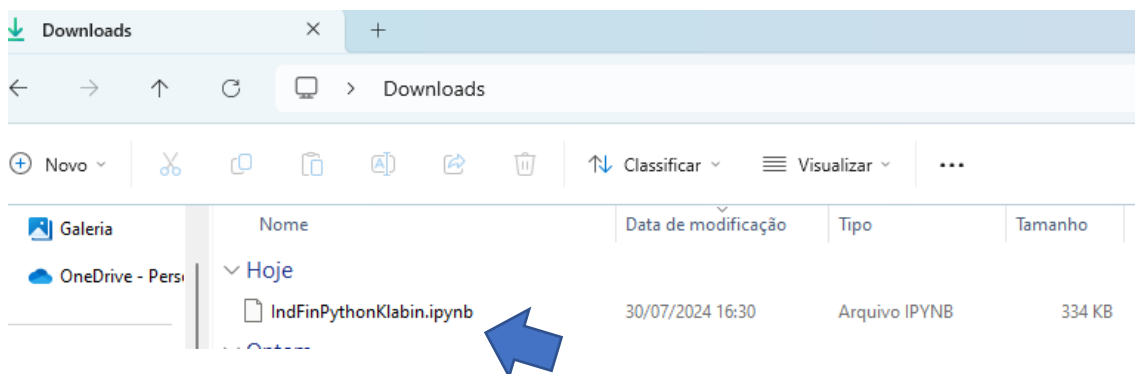 Downloads
Downloads
Novo Classificar Visualizar
Galeria Nome Data de modificação Tipo Tamanho
OneDrive - Hoje
IndFinPythonKlabin.ipynb 30/07/2024 16:30 Arquivo IPYNB 334 KB